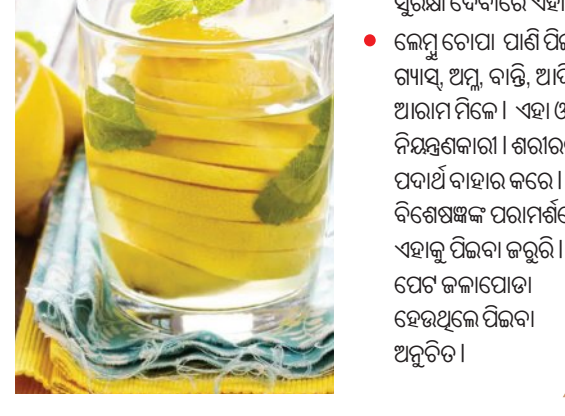 ସୁରକ୍ଷା ଦେବାରେ ଏହା
• ଲେମ୍ବୁ ଚୋପା ପାଣି ପିଇ
ଗ୍ୟାସ୍, ଅମ୍ଳ, ବାନ୍ତି, ଆଦି
ଆରାମ ମିଳେ । ଏହା ଓ
ନିୟନ୍ତ୍ରଣକାରୀ । ଶରୀର
ପଦାର୍ଥ ବାହାର କରେ ।
ବିଶେଷଜ୍ଞଙ୍କ ପରାମର୍ଶରେ
ଏହାକୁ ପିଇବା ଜରୁରି ।
ପେଟ ଜଳାପୋଡା
ହେଉଥିଲେ ପିଇବା
ଅନୁଚିତ ।